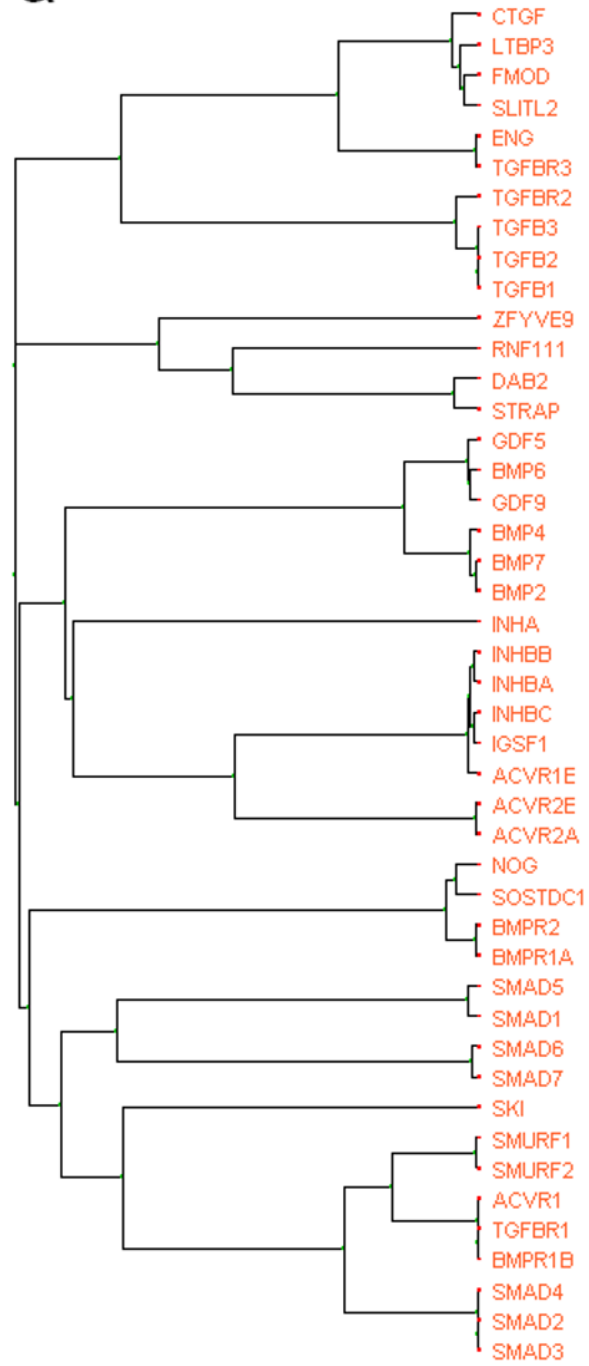 CTGF
LTBP3
FMOD
SLITL2
ENG
TGFBR3
TGFBR2
TGFB3
TGFB2
TGFB1
ZFYVE9
RNF111
DAB2
STRAP
GDF5
BMP6
GDF9
BMP4
BMP7
BMP2
INHA
INHBB
INHBA
INHBC
IGSF1
ACVR1E
ACVR2E
ACVR2A
NOG
SOSTDC1
BMPR2
BMPR1A
SMAD5
SMAD1
SMAD6
SMAD7
SKI
SMURF1
SMURF2
ACVR1
TGFBR1
BMPR1B
SMAD4
SMAD2
SMAD3